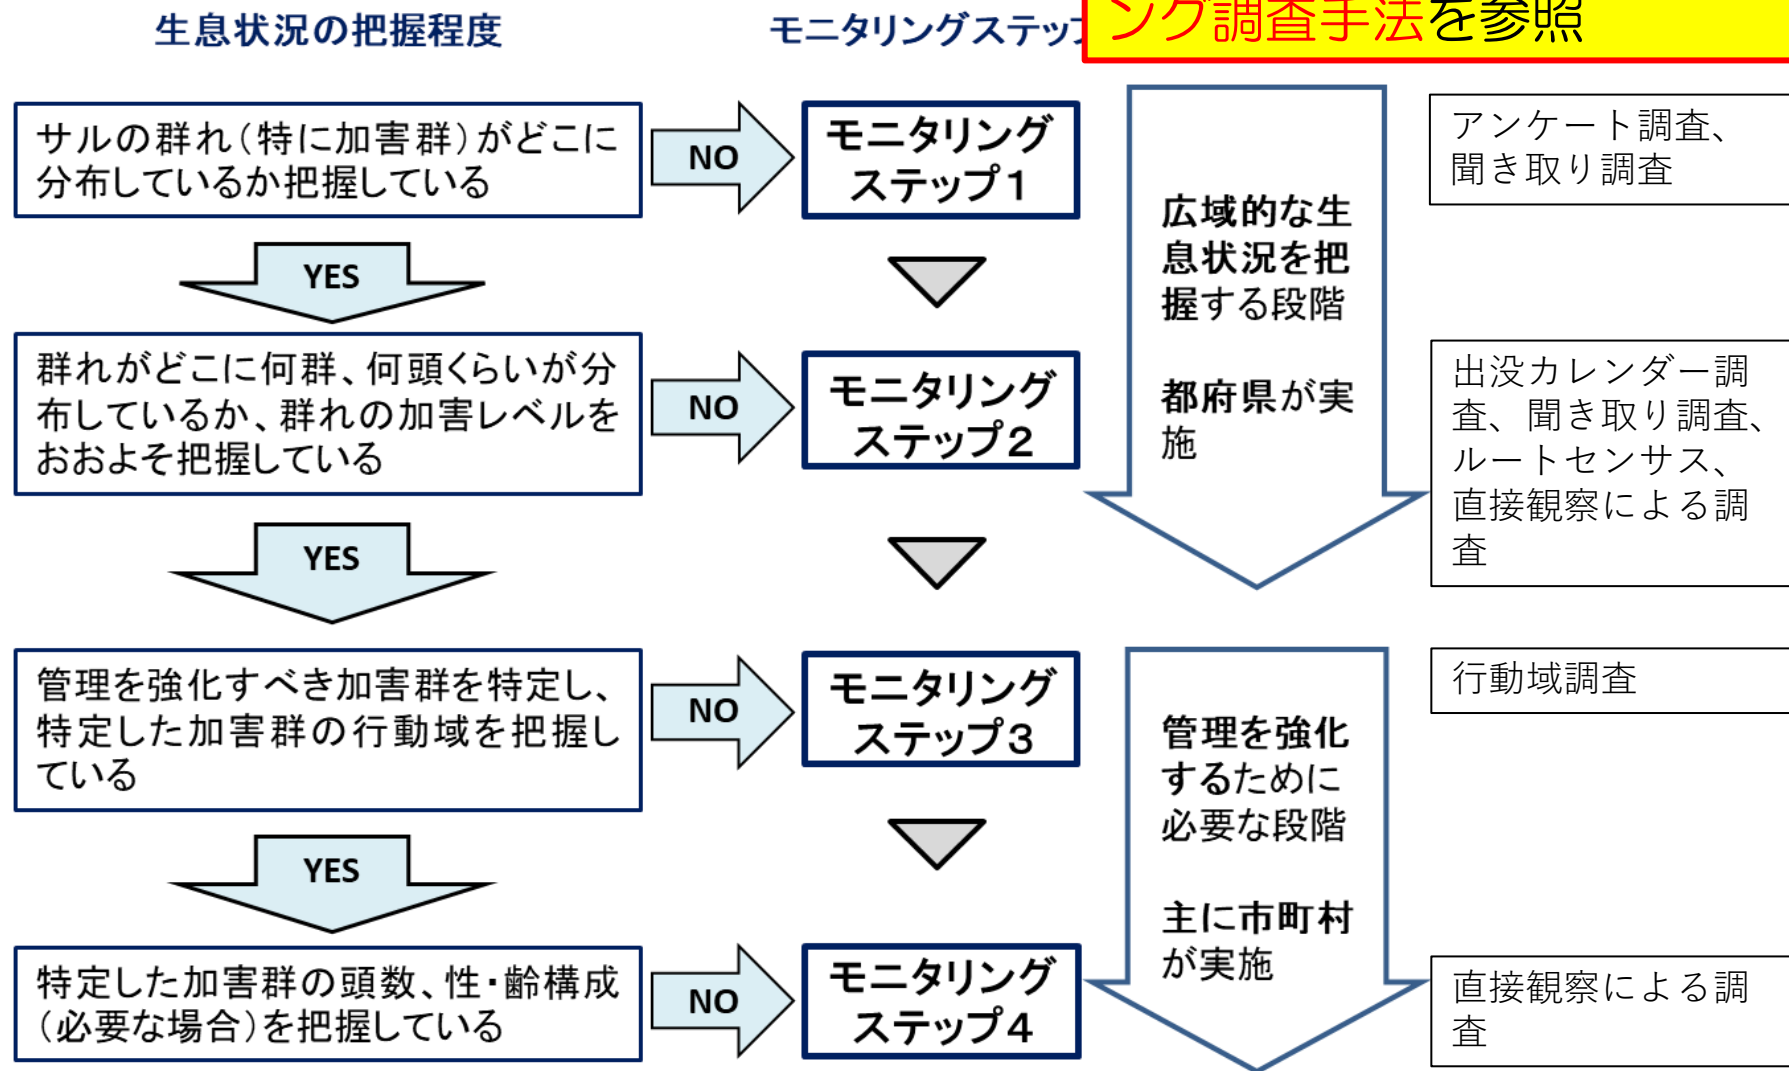 生息状況の把握程度
モニタリングステップ
ング調査手法を参照
サルの群れ(特に加害群)がどこに
分布しているか把握している
NO
モニタリング
ステップ1
アンケート調査、
聞き取り調査
YES
広域的な生
息状況を把
握する段階
都府県が実
施
群れがどこに何群、何頭くらいが分
布しているか、群れの加害レベルを
おおよそ把握している
NO
モニタリング
ステップ2
出没カレンダー調
査、聞き取り調査、
ルートセンサス、
直接観察による調
査
YES
管理を強化すべき加害群を特定し、
特定した加害群の行動域を把握し
ている
NO
モニタリング
ステップ3
行動域調査
管理を強化
するために
必要な段階
主に市町村
が実施
YES
特定した加害群の頭数、性・齢構成
(必要な場合)を把握している
NO
モニタリング
ステップ4
直接観察による調
査